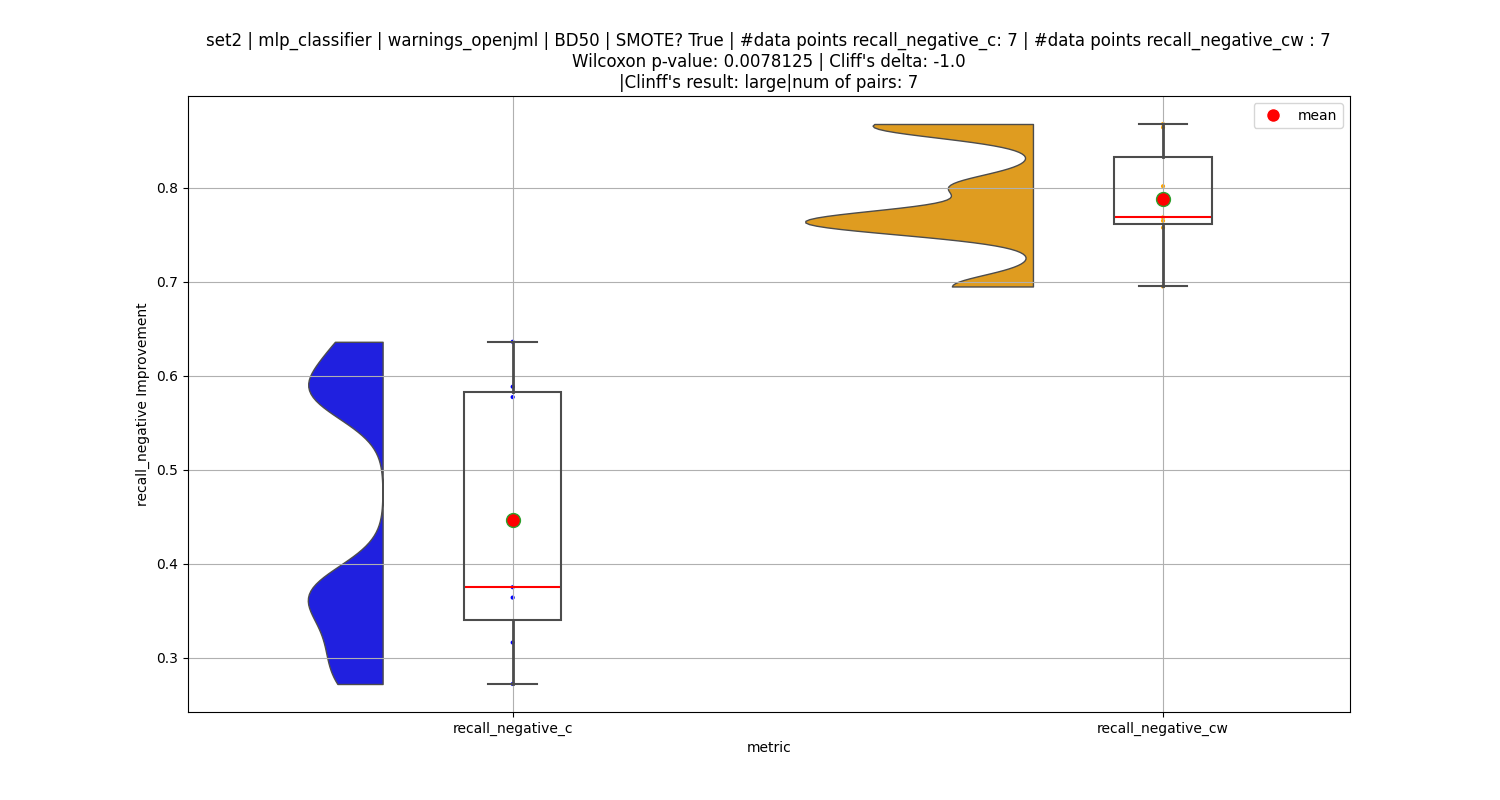 set2 | mlp_classifier | warnings_openjml | BD50 | SMOTE? True | #data points recall_negative_c: 7 | #data points recall_negative_cw : 7
Wilcoxon p-value: 0.0078125 | Cliff's delta: -1.0
|Clinff's result: large|num of pairs: 7
mean
0.8
0.7
0.6
0.5
0.4
0.3
recall_negative Improvement
recall_negative_c
recall_negative_cw
metric